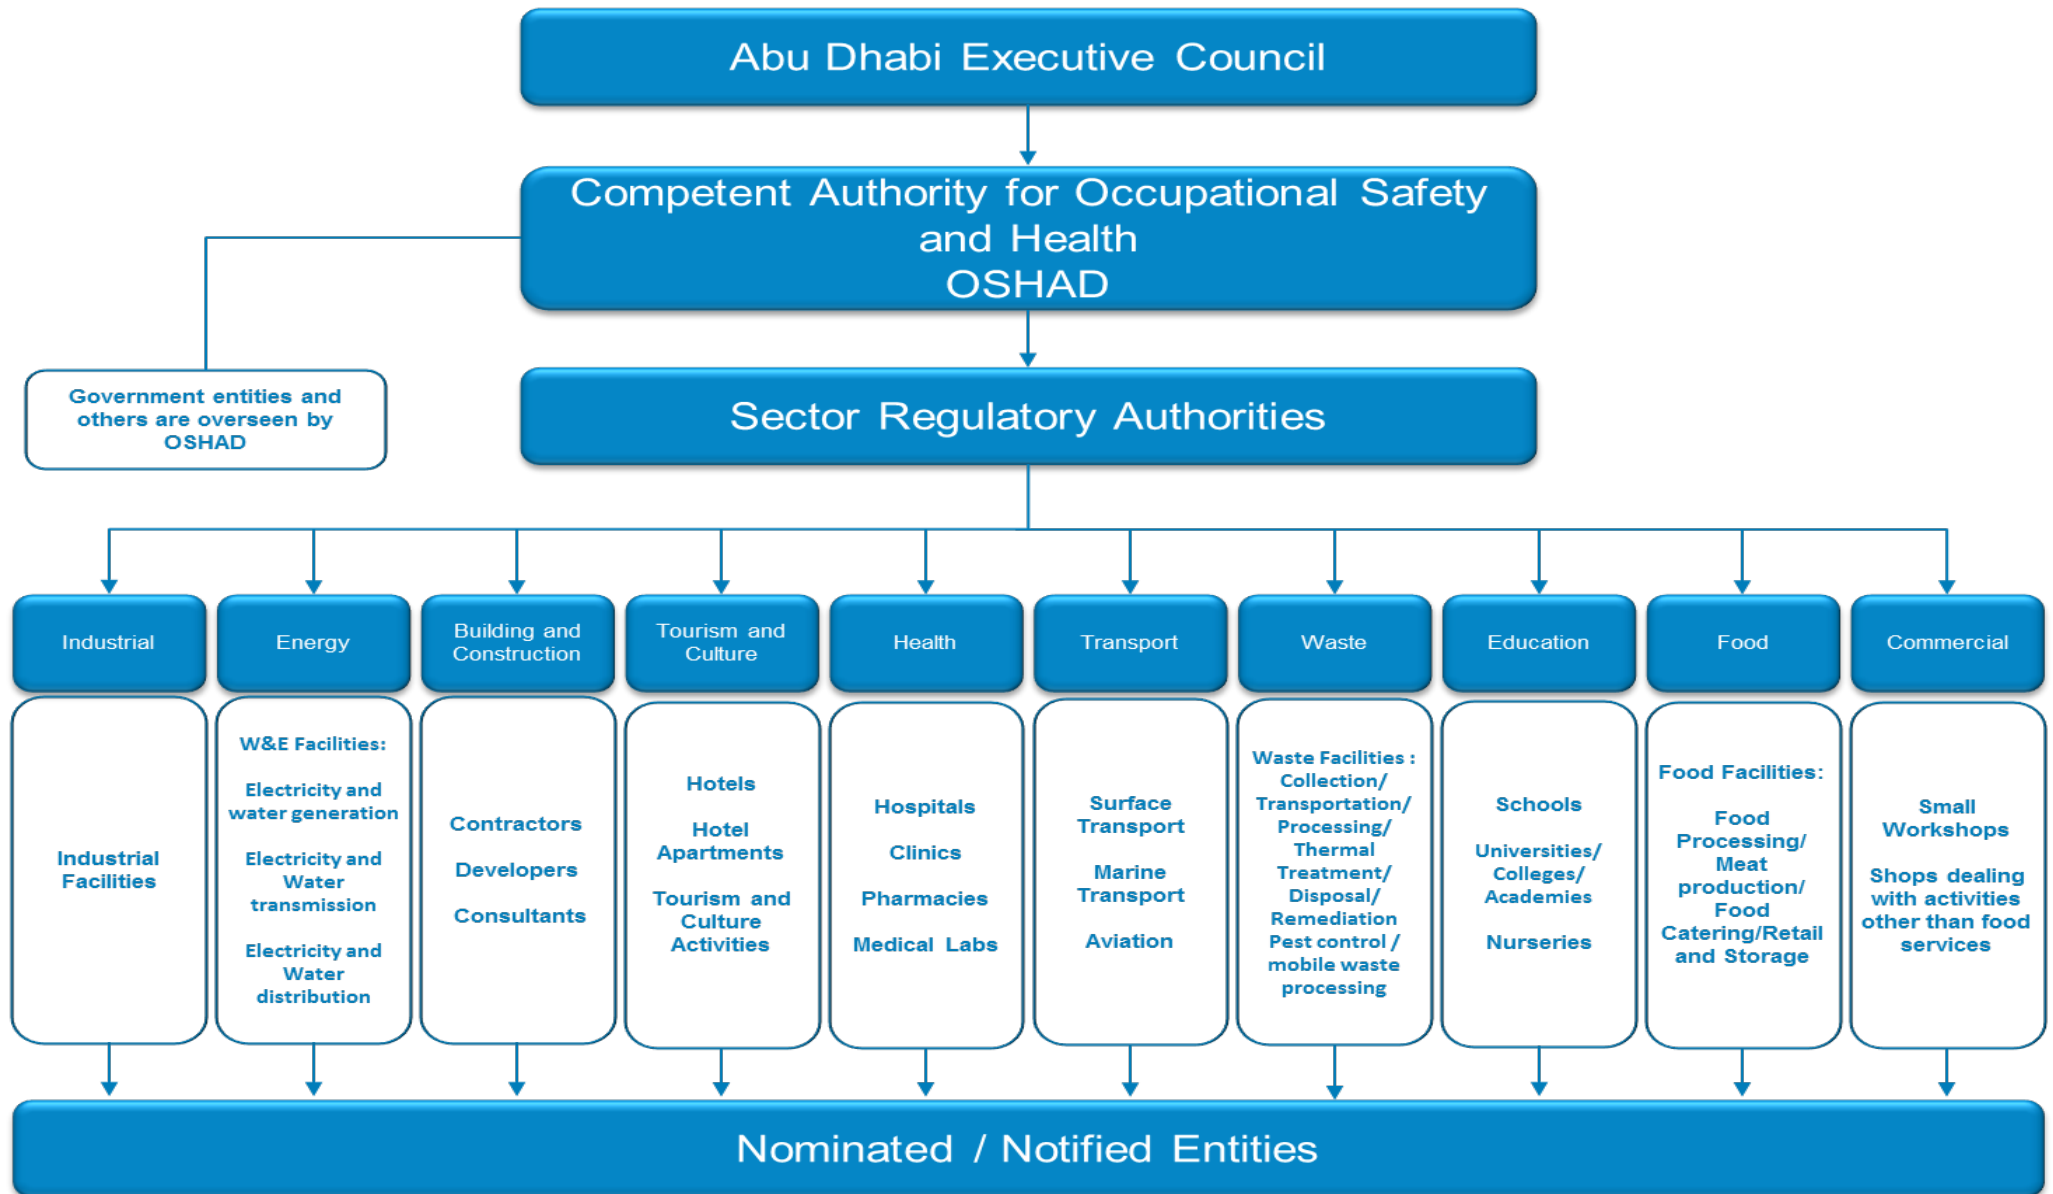 Abu Dhabi Executive Council
Competent Authority for Occupational Safety
and Health
OSHAD
Government entities and
others are overseen by
OSHAD
Sector Regulatory Authorities
Industrial
Energy
Building and
Construction
Tourism and
Culture
Health
Transport
Waste
Education
Food
Commercial
Industrial
Facilities
W&E Facilities:
Electricity and
water generation
Electricity and
Water
transmission
Electricity and
Water
distribution
Contractors
Developers
Consultants
Hotels
Hotel
Apartments
Tourism and
Culture
Activities
Hospitals
Clinics
Pharmacies
Medical Labs
Surface
Transport
Marine
Transport
Aviation
Waste Facilities :
Collection/
Transportation/
Processing/
Thermal
Treatment/
Disposal/
Remediation
Pest control /
mobile waste
processing
Schools
Universities/
Colleges/
Academies
Nurseries
Food Facilities:
Food
Processing/
Meat
production/
Food
Catering/Retail
and Storage
Small
Workshops
Shops dealing
with activities
other than food
services
Nominated / Notified Entities